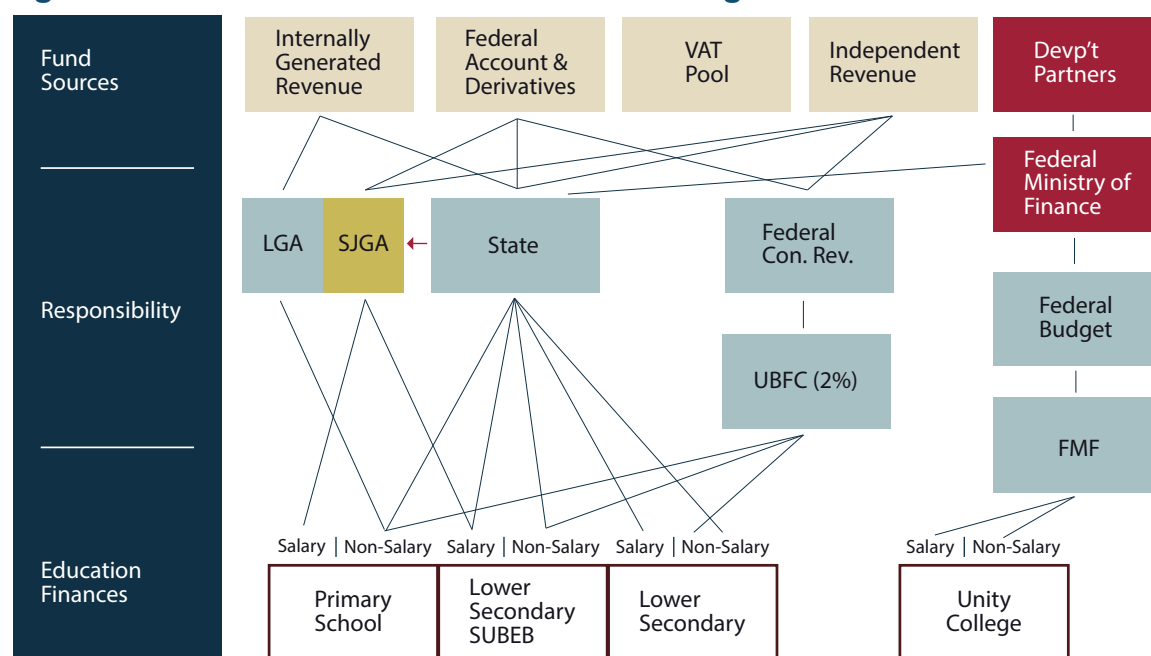 Fund
Sources
Internally
Generated
Revenue
Federal
Account &
Derivatives
VAT
Pool
Independent
Revenue
Devp't
Partners
Federal
Ministry of
Finance
Responsibility
LGA
SJGA
State
Federal
Con. Rev.
Federal
Budget
UBFC (2%)
FMF
Education
Finances
Salary | Non-Salary
Salary | Non-Salary
Salary | Non-Salary
Salary | Non-Salary
Primary
School
Lower
Secondary
SUBEB
Lower
Secondary
Unity
College